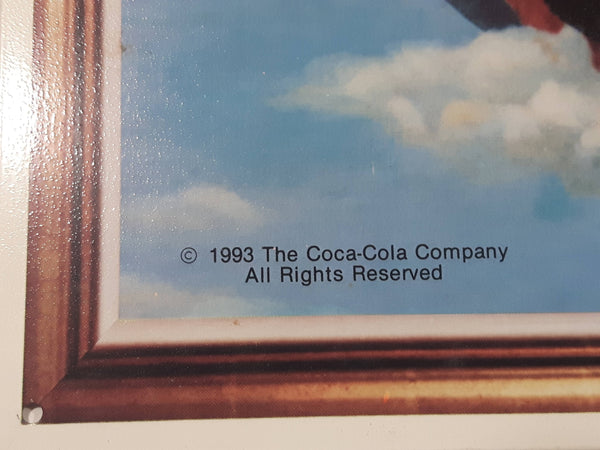 © 1993 The Coca-Cola Company
All Rights Reserved